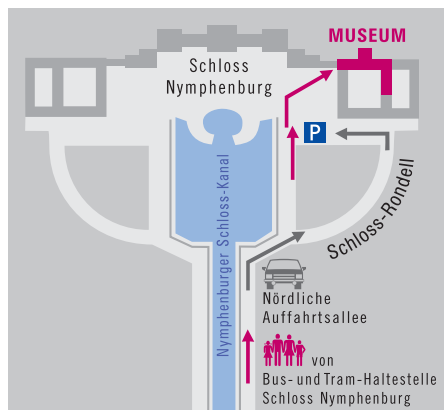 MUSEUM
Schloss
Nymphenburg
P
Nymphenburger Schloss-Kanal
Schloss-Rondell
Nördliche
Auffahrtsallee
von
Bus- und Tram-Haltestelle
Schloss Nymphenburg